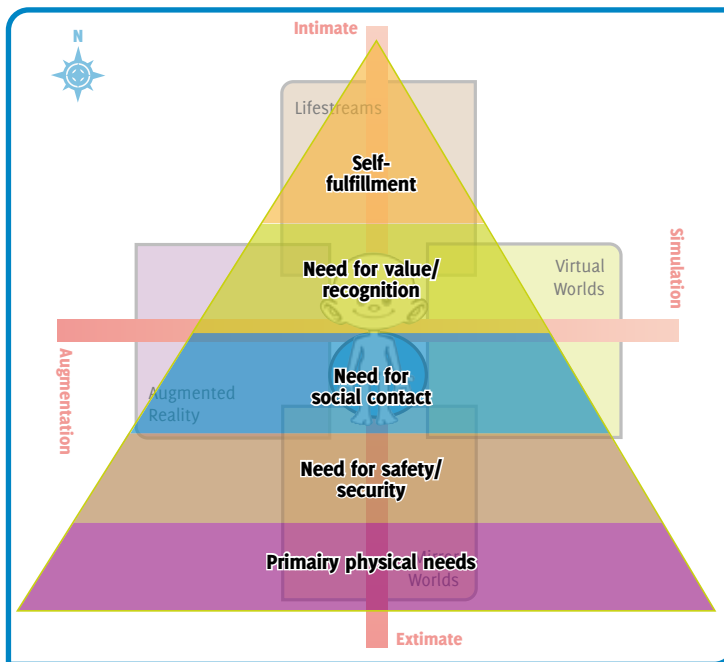 N
Intimate
Lifestreams
Self-
fulfillment
Need for value/
recognition
Virtual
Worlds
Simulation
Augmentation
Augmented
Reality
Need for
social contact
Need for safety/
security
Primairy physical needs
Mirror
Worlds
Extimate